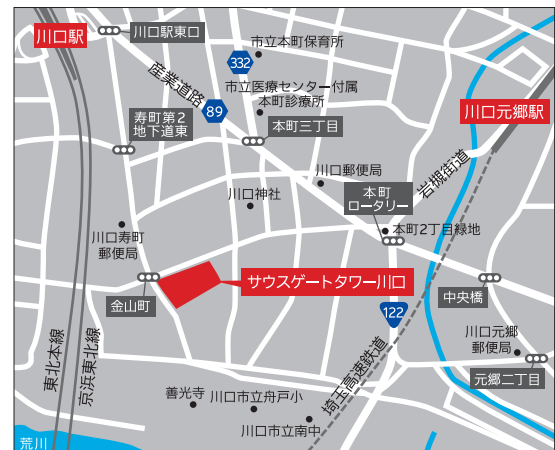 川口駅
川口駅東口
市立本町保育所
332
産業道路
市立医療センター付属
本町診療所
89
川口元郷駅
寿町第2
地下道東
本町三丁目
岩槻街道
川口郵便局
本町
ロータリー
川口神社
川口寿町
郵便局
本町2丁目緑地
金山町
サウスゲートタワー川口
中央橋
122
東北本線
京浜東北線
埼玉高速鉄道
川口元郷
郵便局
元郷二丁目
善光寺
川口市立舟戸小
川口市立南中
荒川